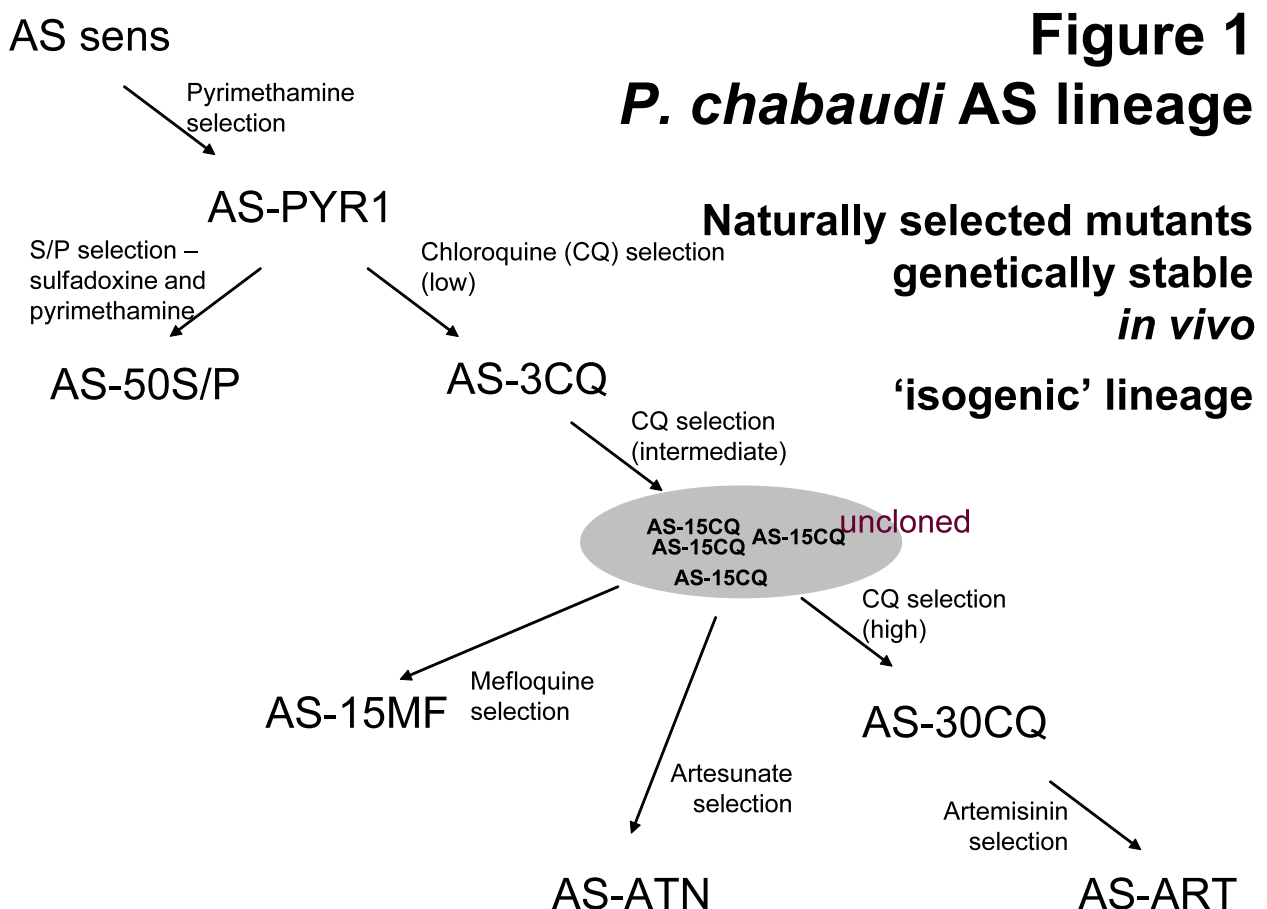 AS sens
Figure 1
P. chabaudi AS lineage
Pyrimethamine
selection
AS-PYR1
Naturally selected mutants
genetically stable
in vivo
'isogenic' lineage
S/P selection –
sulfadoxine and
pyrimethamine
Chloroquine (CQ) selection
(low)
AS-50S/P
AS-3CQ
CQ selection
(intermediate)
AS-15CQ
AS-15CQ
AS-15CQ
AS-15CQ
uncloned
CQ selection
(high)
Mefloquine
selection
AS-15MF
AS-30CQ
Artesunate
selection
Artemisinin
selection
AS-ATN
AS-ART